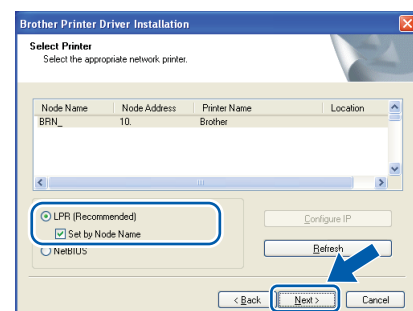 Brother Printer Driver Installation
Select Printer
Select the appropriate network printer.
Node Name Node Address Printer Name Location
BRN_ 10. Brother
LPR (Recommended)
Set by Node Name
NetBIUS
Configure IP
Refresh
< Back Next > Cancel